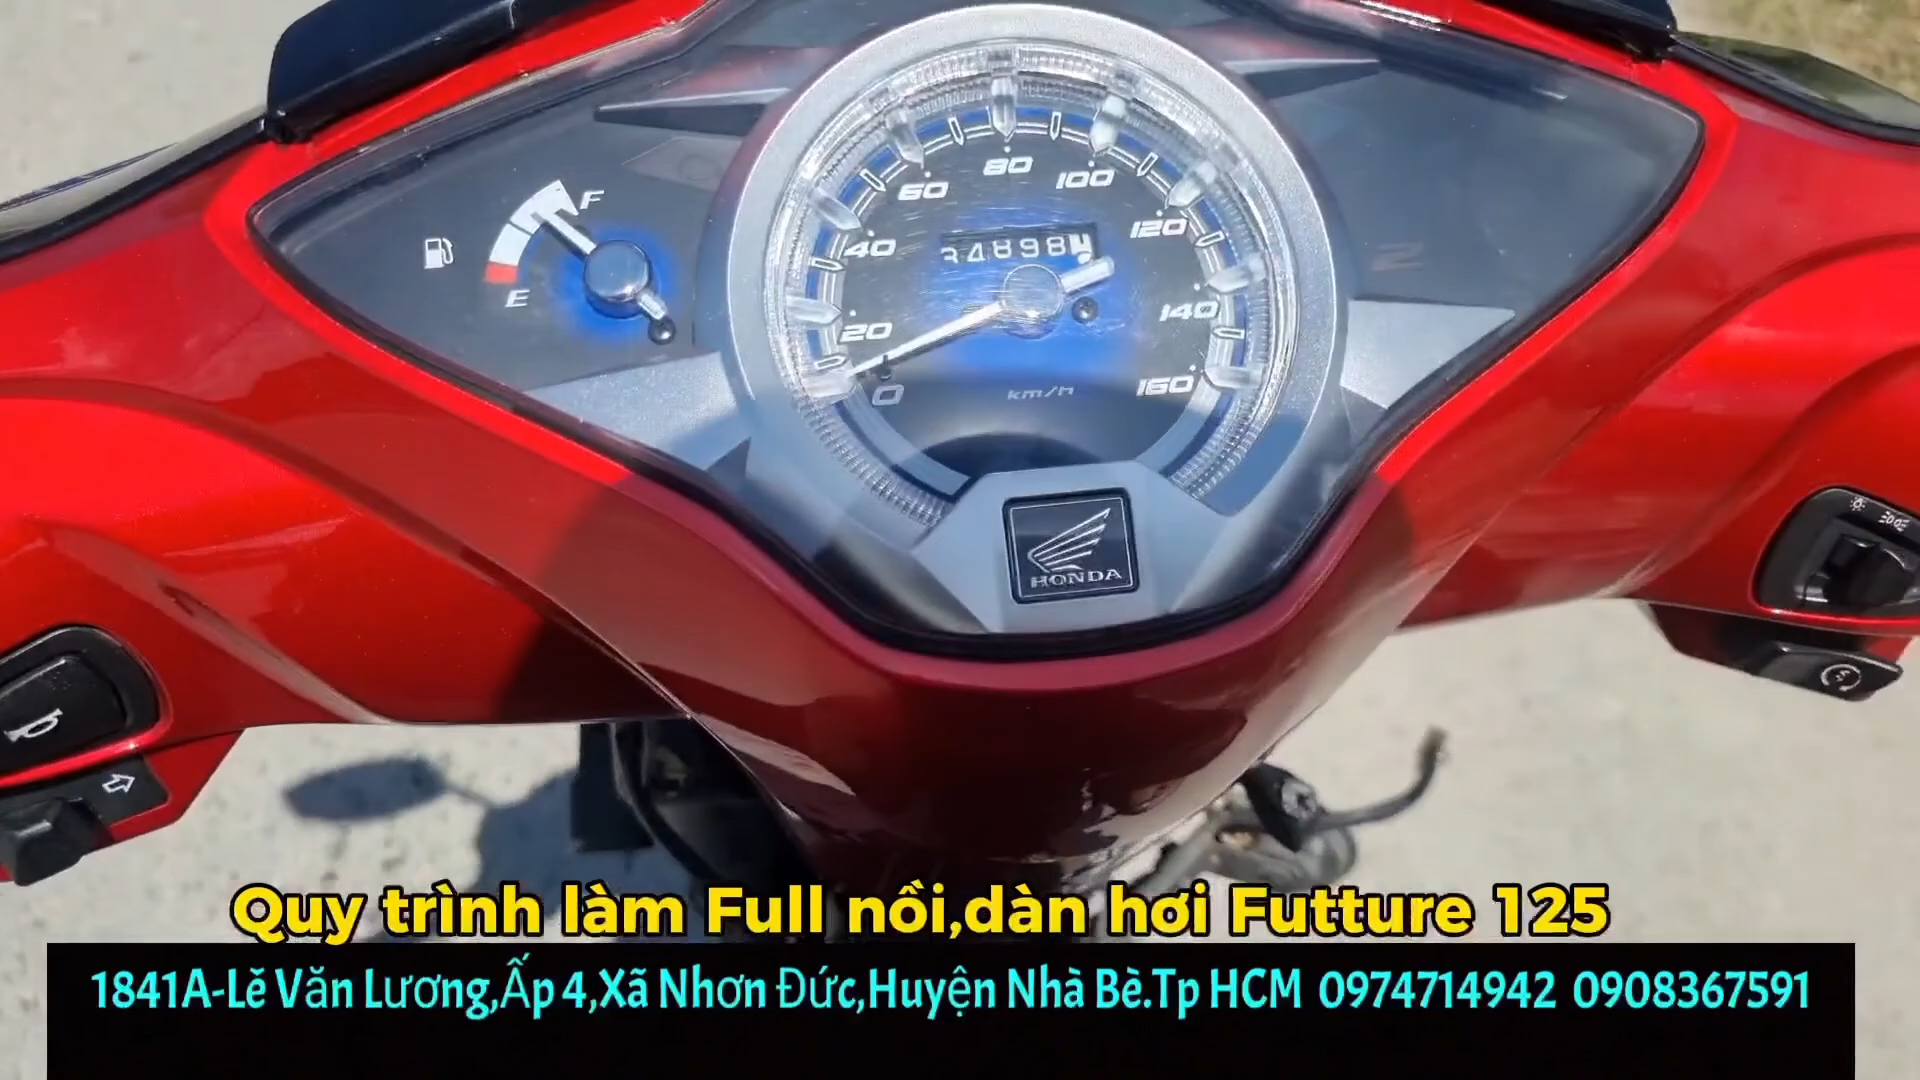 F
E
80
60
100
40
120
34898
20
140
0
km/h
160
N
HONDA
Quy trình làm Full nồi,dàn hơi Futture 125
1841A-Lê Văn Lương,Ấp 4,Xã Nhơn Đức,Huyện Nhà Bè.Tp HCM 0974714942 0908367591